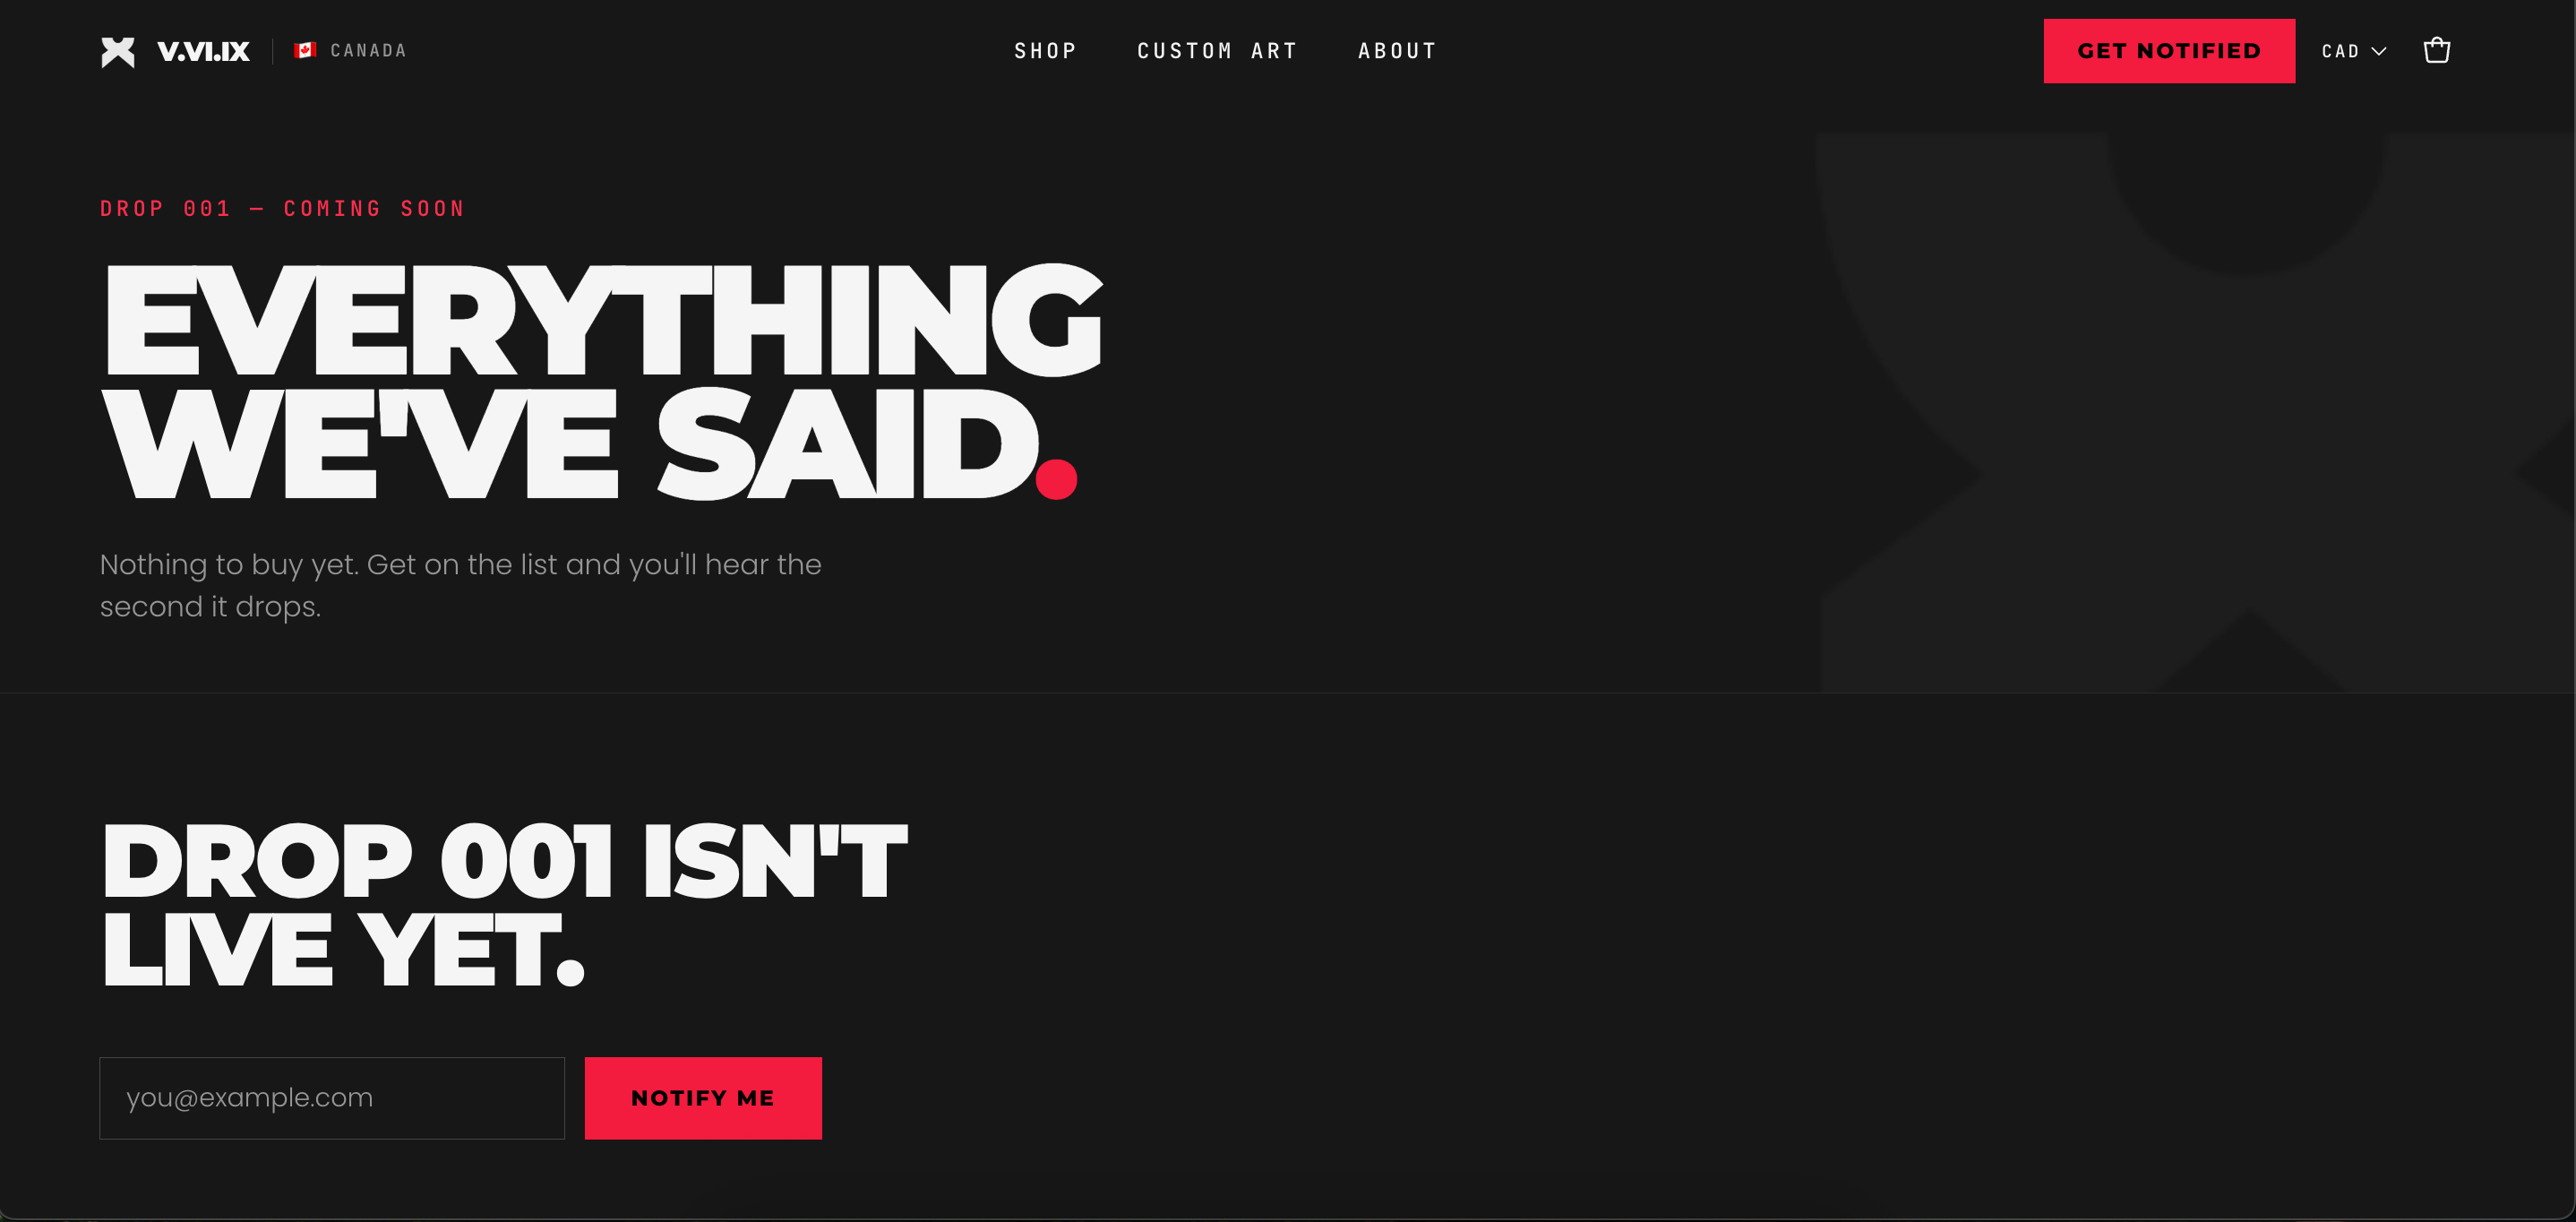 V.VI.IX
CANADA
SHOP
CUSTOM ART
ABOUT
GET NOTIFIED
CAD
DROP 001 — COMING SOON
EVERYTHING
WE'VE SAID.
Nothing to buy yet. Get on the list and you'll hear the
second it drops.
DROP 001 ISN'T
LIVE YET.
you@example.com
NOTIFY ME